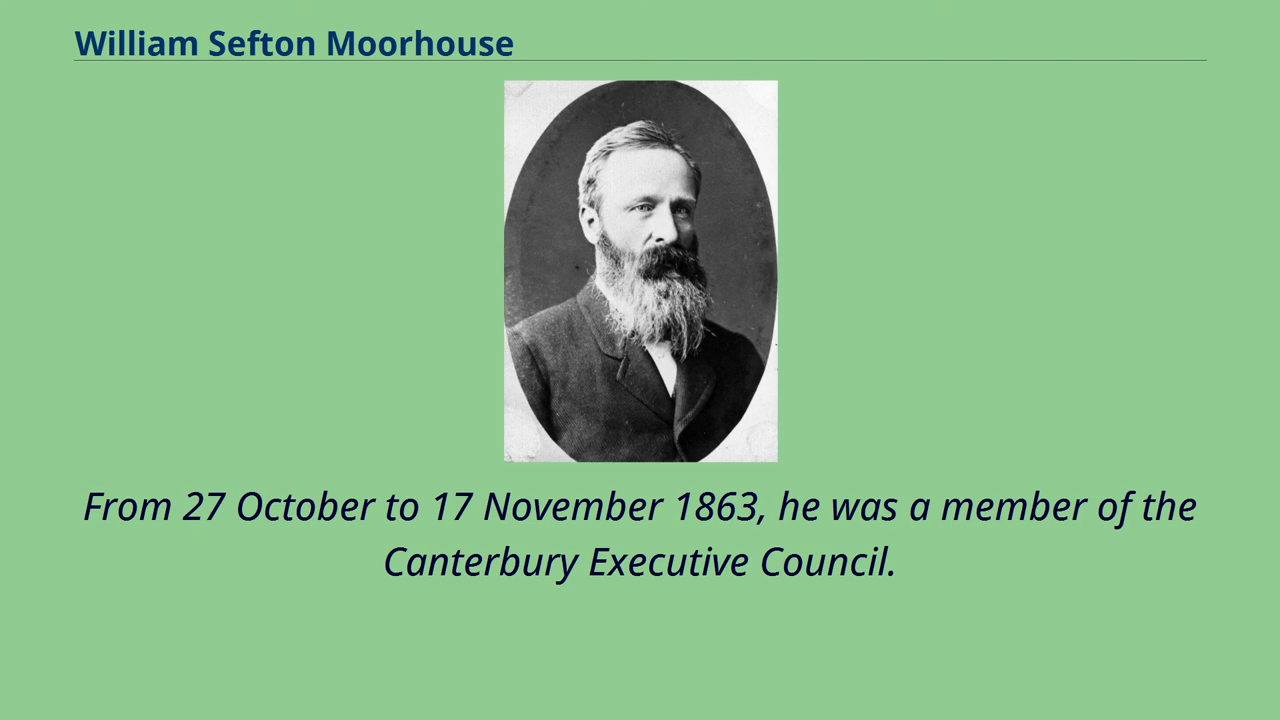 William Sefton Moorhouse
From 27 October to 17 November 1863, he was a member of the
Canterbury Executive Council.